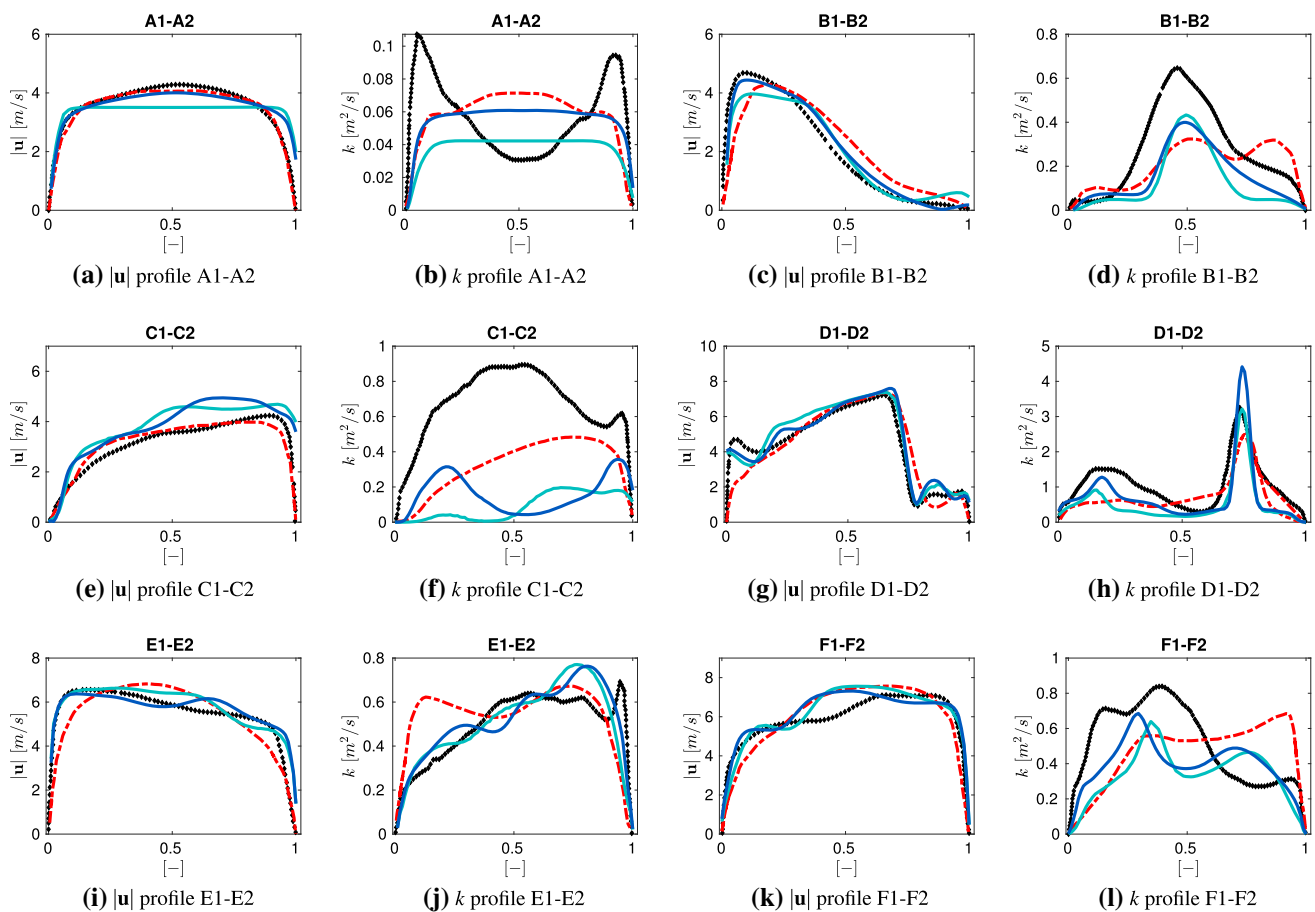 A1-A2
6
4
2
0
|u| [m/s]
0 0.5 1
[−]
(a) |u| profile A1-A2
A1-A2
0.1
0.08
0.06
0.04
0.02
0
k [m²/s]
0 0.5 1
[−]
(b) k profile A1-A2
B1-B2
6
4
2
0
|u| [m/s]
0 0.5 1
[−]
(c) |u| profile B1-B2
B1-B2
0.8
0.6
0.4
0.2
0
k [m²/s]
0 0.5 1
[−]
(d) k profile B1-B2
C1-C2
6
4
2
0
|u| [m/s]
0 0.5 1
[−]
(e) |u| profile C1-C2
C1-C2
1
0.8
0.6
0.4
0.2
0
k [m²/s]
0 0.5 1
[−]
(f) k profile C1-C2
D1-D2
10
8
6
4
2
0
|u| [m/s]
0 0.5 1
[−]
(g) |u| profile D1-D2
D1-D2
5
4
3
2
1
0
k [m²/s]
0 0.5 1
[−]
(h) k profile D1-D2
E1-E2
8
6
4
2
0
|u| [m/s]
0 0.5 1
[−]
(i) |u| profile E1-E2
E1-E2
0.8
0.6
0.4
0.2
0
k [m²/s]
0 0.5 1
[−]
(j) k profile E1-E2
F1-F2
8
6
4
2
0
|u| [m/s]
0 0.5 1
[−]
(k) |u| profile F1-F2
F1-F2
1
0.8
0.6
0.4
0.2
0
k [m²/s]
0 0.5 1
[−]
(l) k profile F1-F2